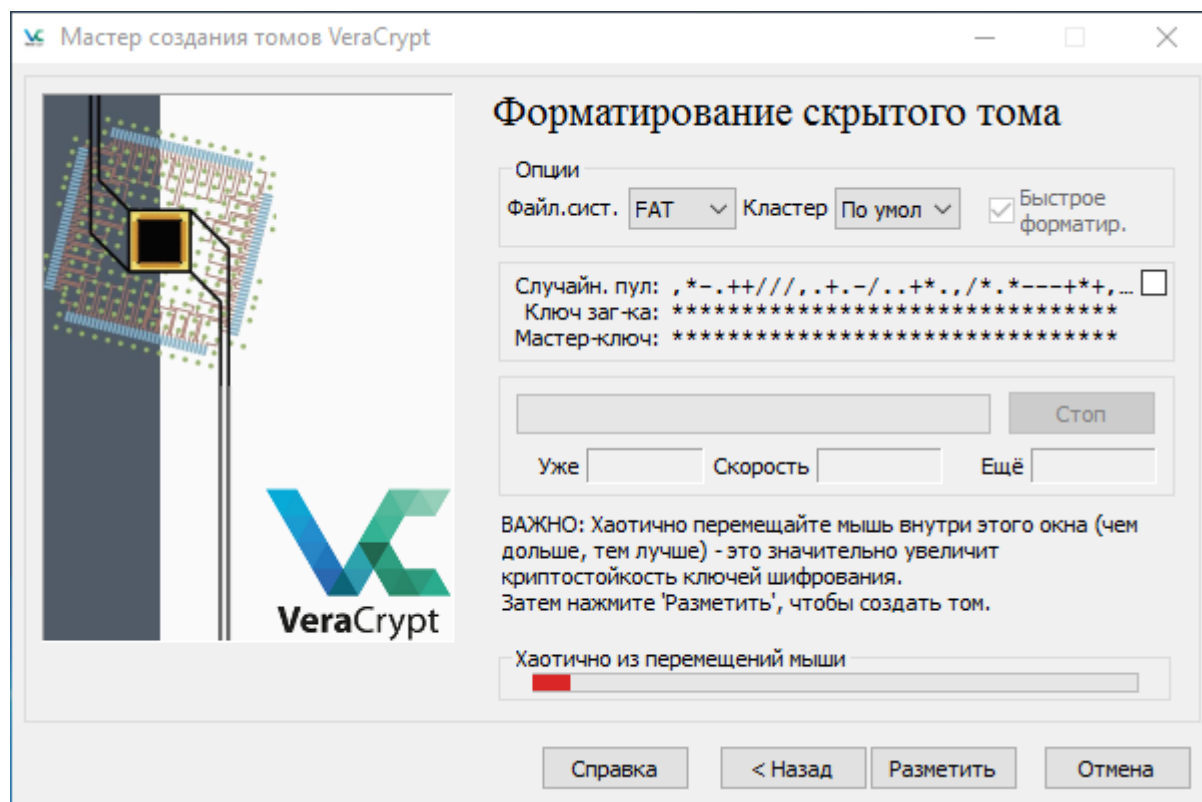 Мастер создания томов VeraCrypt
Форматирование скрытого тома
Опции
Файл.сист. FAT Кластер По умол Быстрое
форматир.
Случайн. пул: ,*-.++///,.+.-/..+*.,/*.*---+*+,…
Ключ заг-ка: ********************************
Мастер-ключ: ********************************
Стоп
Уже Скорость Ещё
ВАЖНО: Хаотично перемещайте мышь внутри этого окна (чем
дольше, тем лучше) - это значительно увеличит
криптостойкость ключей шифрования.
Затем нажмите 'Разметить', чтобы создать том.
VeraCrypt
Хаотично из перемещений мыши
Справка < Назад Разметить Отмена